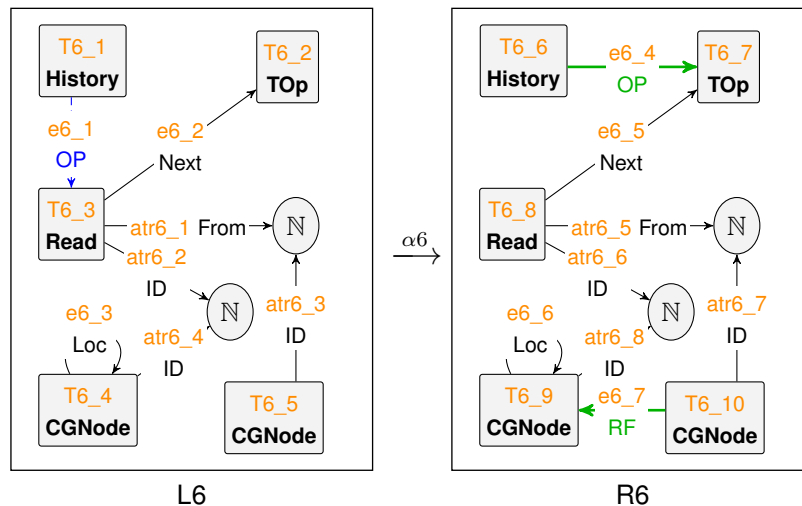 T6_1
History
T6_2
TOp
e6_1
OP
e6_2
Next
T6_3
Read
atr6_1 From
atr6_2
ID
ℕ
ℕ
e6_3
Loc
atr6_4
ID
atr6_3
ID
T6_4
CGNode
T6_5
CGNode
L6
α6
T6_6
History
e6_4
OP
T6_7
TOp
e6_5
Next
T6_8
Read
atr6_5 From
atr6_6
ID
ℕ
ℕ
e6_6
Loc
atr6_8
ID
atr6_7
ID
T6_9
CGNode
e6_7
RF
T6_10
CGNode
R6